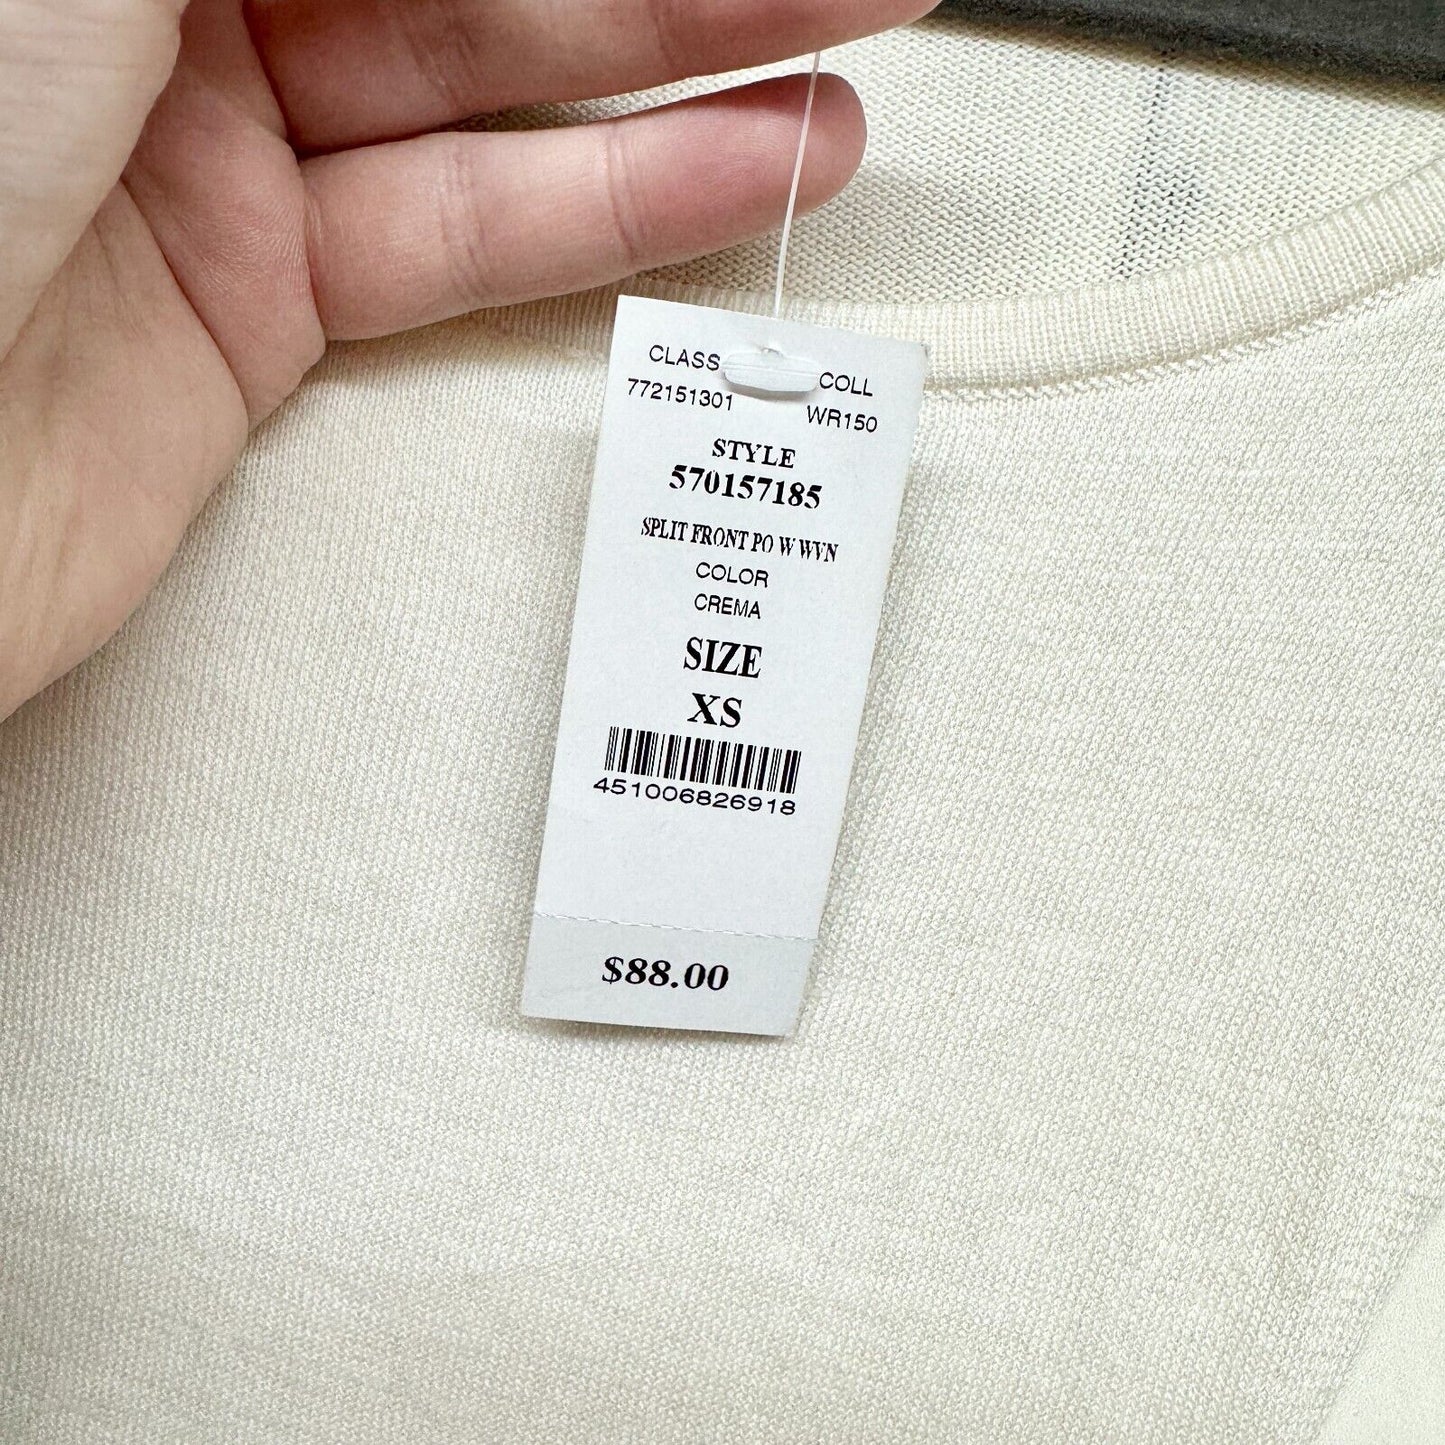 CLASS COLL
772151301 WR150
STYLE
570157185
SPLIT FRONT PO W WVN
COLOR
CREMA
SIZE
XS
451006826918
$88.00